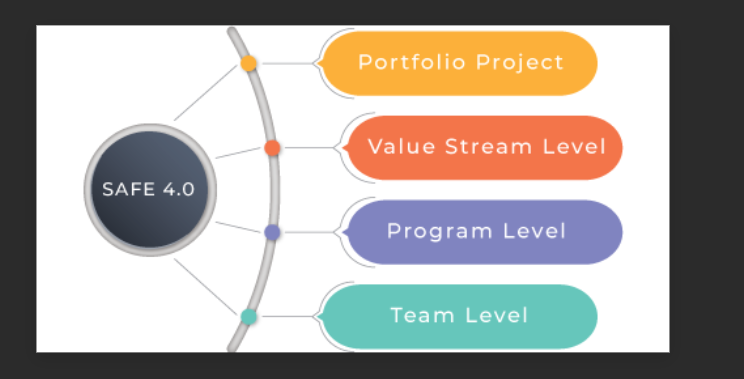 Portfolio Project
Value Stream Level
SAFE 4.0
Program Level
Team Level